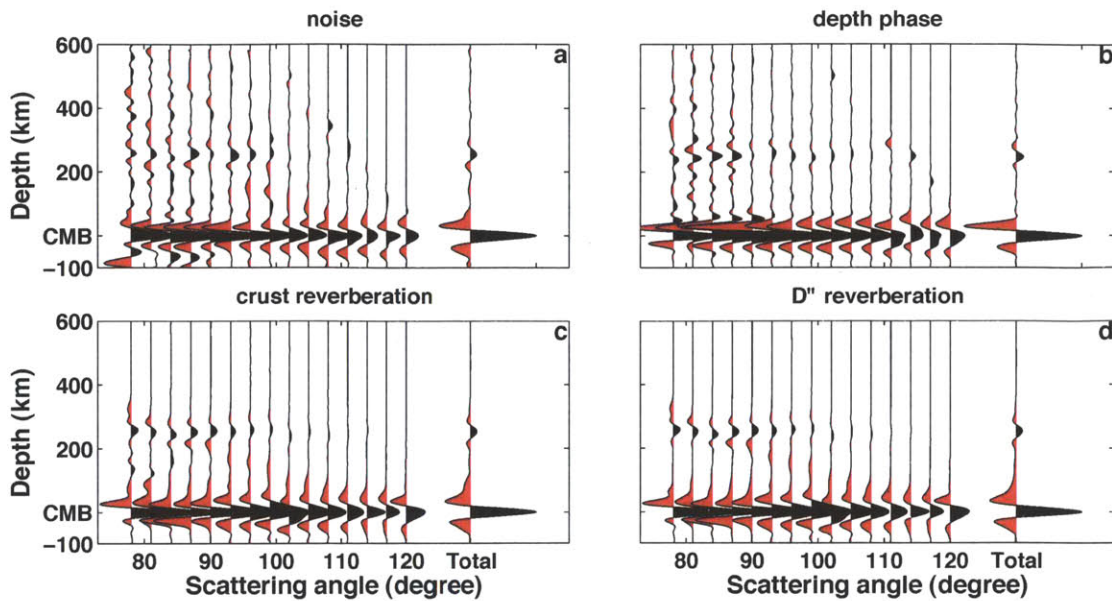 noise
depth phase
600
400
200
CMB
−100
Depth (km)
a
b
crust reverberation
D" reverberation
600
400
200
CMB
−100
Depth (km)
c
d
80 90 100 110 120 Total
Scattering angle (degree)
80 90 100 110 120 Total
Scattering angle (degree)